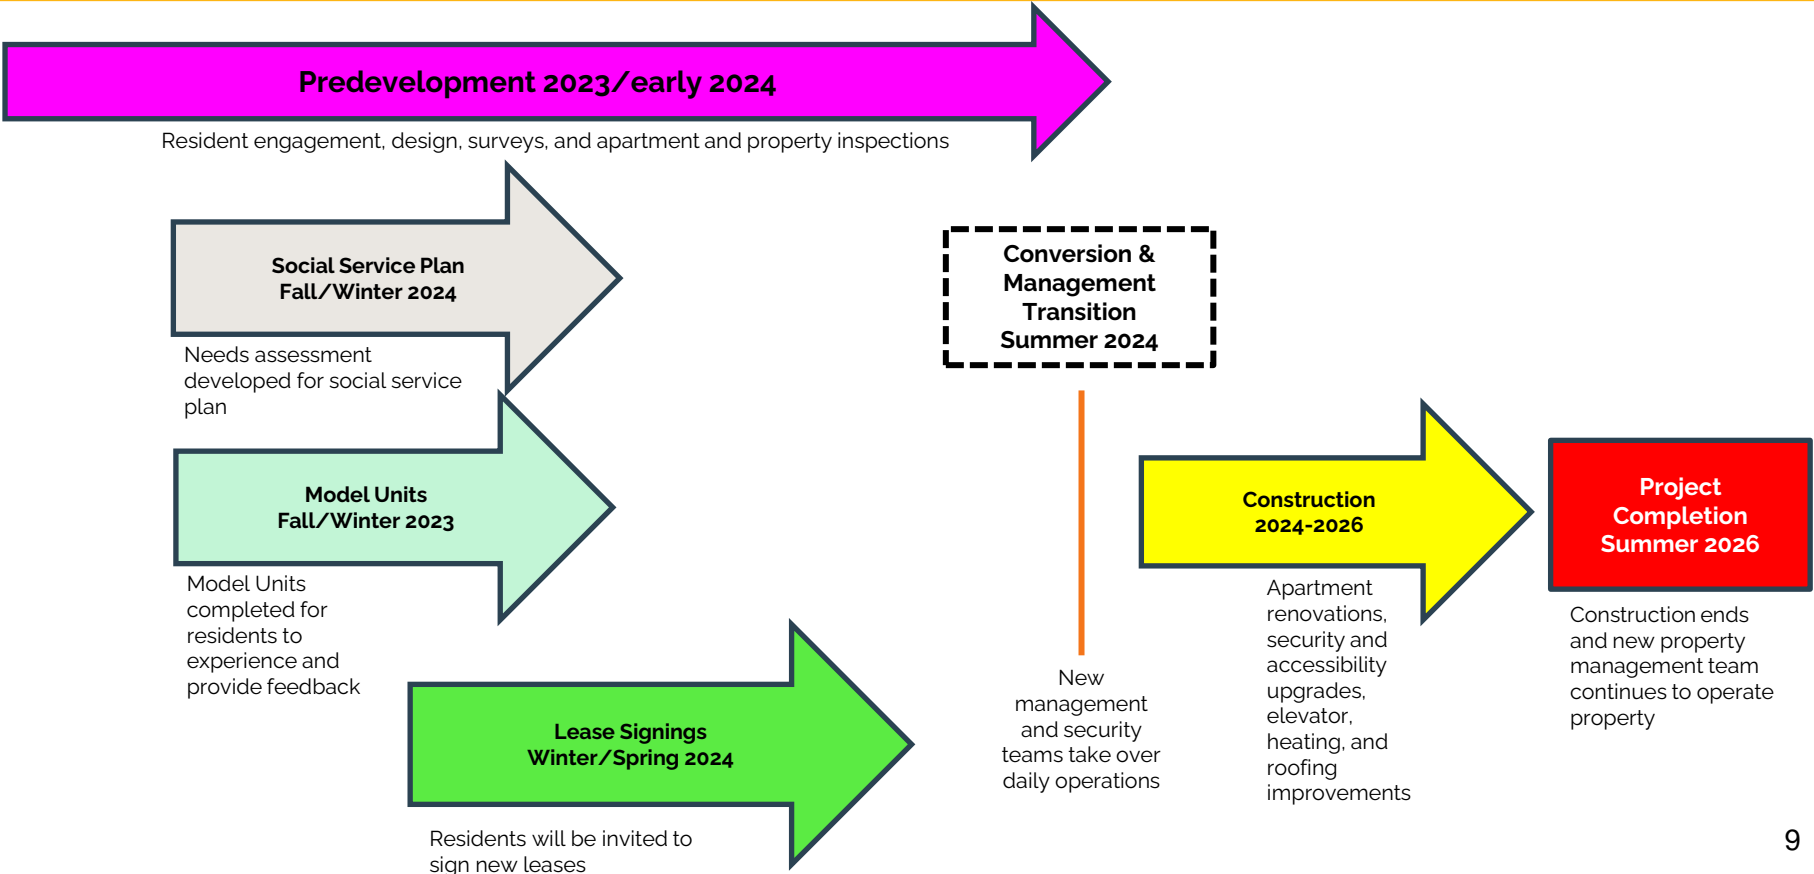 Predevelopment 2023/early 2024
Resident engagement, design, surveys, and apartment and property inspections
Social Service Plan
Fall/Winter 2024
Needs assessment
developed for social service
plan
Conversion &
Management
Transition
Summer 2024
New
management
and security
teams take over
daily operations
Model Units
Fall/Winter 2023
Model Units
completed for
residents to
experience and
provide feedback
Lease Signings
Winter/Spring 2024
Residents will be invited to
sign new leases
Construction
2024-2026
Apartment
renovations,
security and
accessibility
upgrades,
elevator,
heating, and
roofing
improvements
Project
Completion
Summer 2026
Construction ends
and new property
management team
continues to operate
property
9